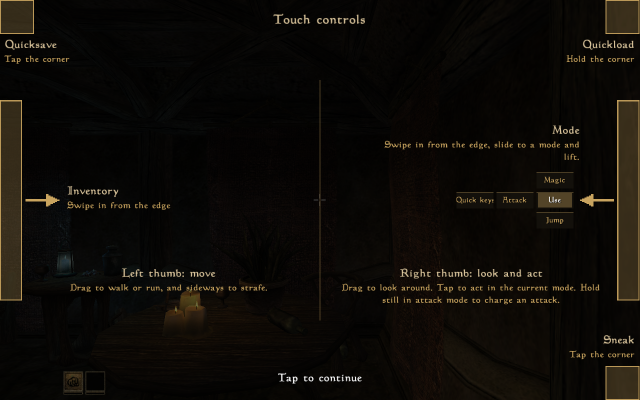 Touch controls
Quicksave
Tap the corner
Quickload
Hold the corner
Mode
Swipe in from the edge, slide to a mode and
lift.
Magic
Quick keys
Attack
Use
Jump
Inventory
Swipe in from the edge
Left thumb: move
Drag to walk or run, and sideways to strafe.
Right thumb: look and act
Drag to look around. Tap to act in the current mode. Hold
still in attack mode to charge an attack.
Sneak
Tap the corner
Tap to continue